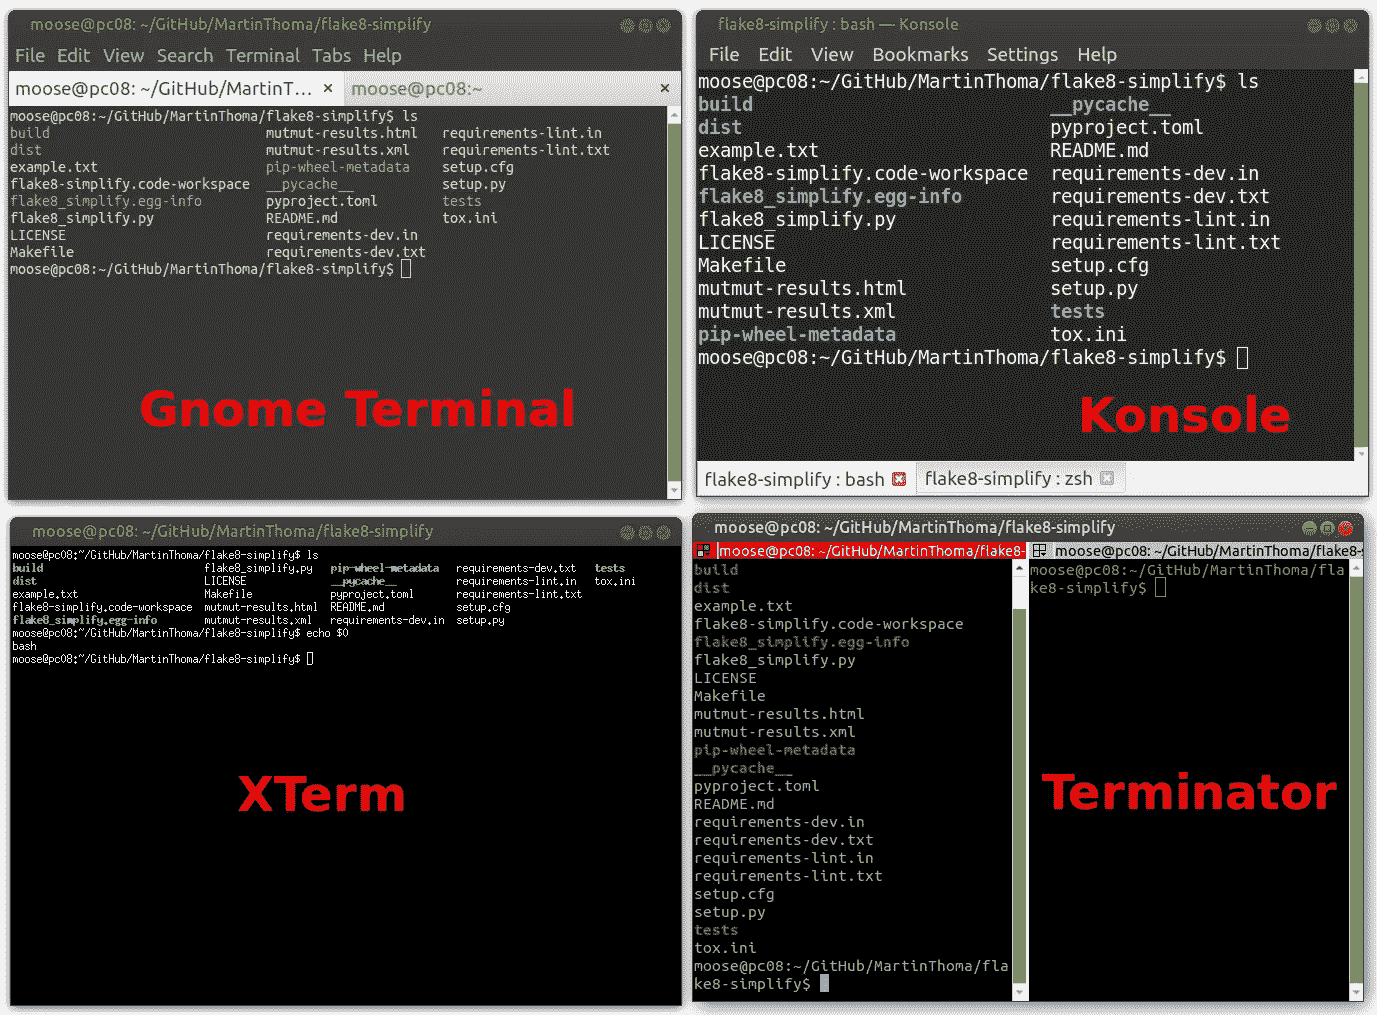 moose@pc08: ~/GitHub/MartinThoma/flake8-simplify
File Edit View Search Terminal Tabs Help
moose@pc08: ~/GitHub/MartinT... × moose@pc08:~ ×
moose@pc08:~/GitHub/MartinThoma/flake8-simplify$ ls
build mutmut-results.html requirements-lint.in
dist mutmut-results.xml requirements-lint.txt
example.txt pip-wheel-metadata setup.cfg
flake8-simplify.code-workspace __pycache__ setup.py
flake8_simplify.egg-info pyproject.toml tests
flake8_simplify.py README.md tox.ini
LICENSE requirements-dev.in
Makefile requirements-dev.txt
moose@pc08:~/GitHub/MartinThoma/flake8-simplify$
Gnome Terminal
flake8-simplify : bash — Konsole
File Edit View Bookmarks Settings Help
moose@pc08:~/GitHub/MartinThoma/flake8-simplify$ ls
build __pycache__
dist pyproject.toml
example.txt README.md
flake8-simplify.code-workspace requirements-dev.in
flake8_simplify.egg-info requirements-dev.txt
flake8_simplify.py requirements-lint.in
LICENSE requirements-lint.txt
Makefile setup.cfg
mutmut-results.html setup.py
mutmut-results.xml tests
pip-wheel-metadata tox.ini
moose@pc08:~/GitHub/MartinThoma/flake8-simplify$
Konsole
flake8-simplify : bash flake8-simplify : zsh
moose@pc08: ~/GitHub/MartinThoma/flake8-simplify
moose@pc08:~/GitHub/MartinThoma/flake8-simplify$ ls
build flake8_simplify.py pip-wheel-metadata requirements-dev.txt tests
dist LICENSE __pycache__ requirements-lint.in tox.ini
example.txt Makefile pyproject.toml requirements-lint.txt
flake8-simplify.code-workspace mutmut-results.html README.md setup.cfg
flake8_simplify.egg-info mutmut-results.xml requirements-dev.in setup.py
moose@pc08:~/GitHub/MartinThoma/flake8-simplify$ echo $0
bash
moose@pc08:~/GitHub/MartinThoma/flake8-simplify$
XTerm
moose@pc08: ~/GitHub/MartinThoma/flake8-simplify
moose@pc08: ~/GitHub/MartinThoma/flake8- moose@pc08: ~/GitHub/MartinThoma/flake8-
build
dist
example.txt
flake8-simplify.code-workspace
flake8_simplify.egg-info
flake8_simplify.py
LICENSE
Makefile
mutmut-results.html
mutmut-results.xml
pip-wheel-metadata
__pycache__
pyproject.toml
README.md
requirements-dev.in
requirements-dev.txt
requirements-lint.in
requirements-lint.txt
setup.cfg
setup.py
tests
tox.ini
moose@pc08:~/GitHub/MartinThoma/fla
ke8-simplify$
moose@pc08:~/GitHub/MartinThoma/fla
ke8-simplify$
Terminator